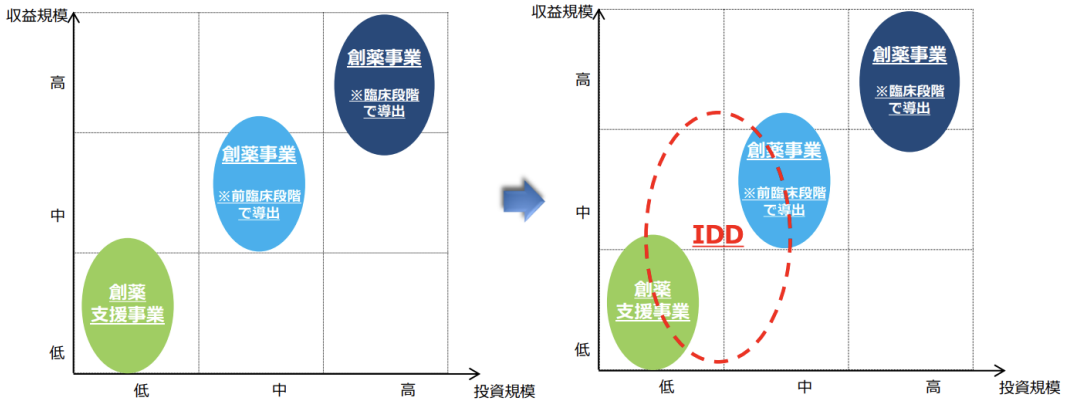 収益規模
高
中
低
創薬事業
※臨床段階
で導出
創薬事業
※前臨床段階
で導出
創薬
支援事業
低
中
高
投資規模
収益規模
高
中
低
創薬事業
※臨床段階
で導出
創薬事業
※前臨床段階
で導出
IDD
創薬
支援事業
低
中
高
投資規模